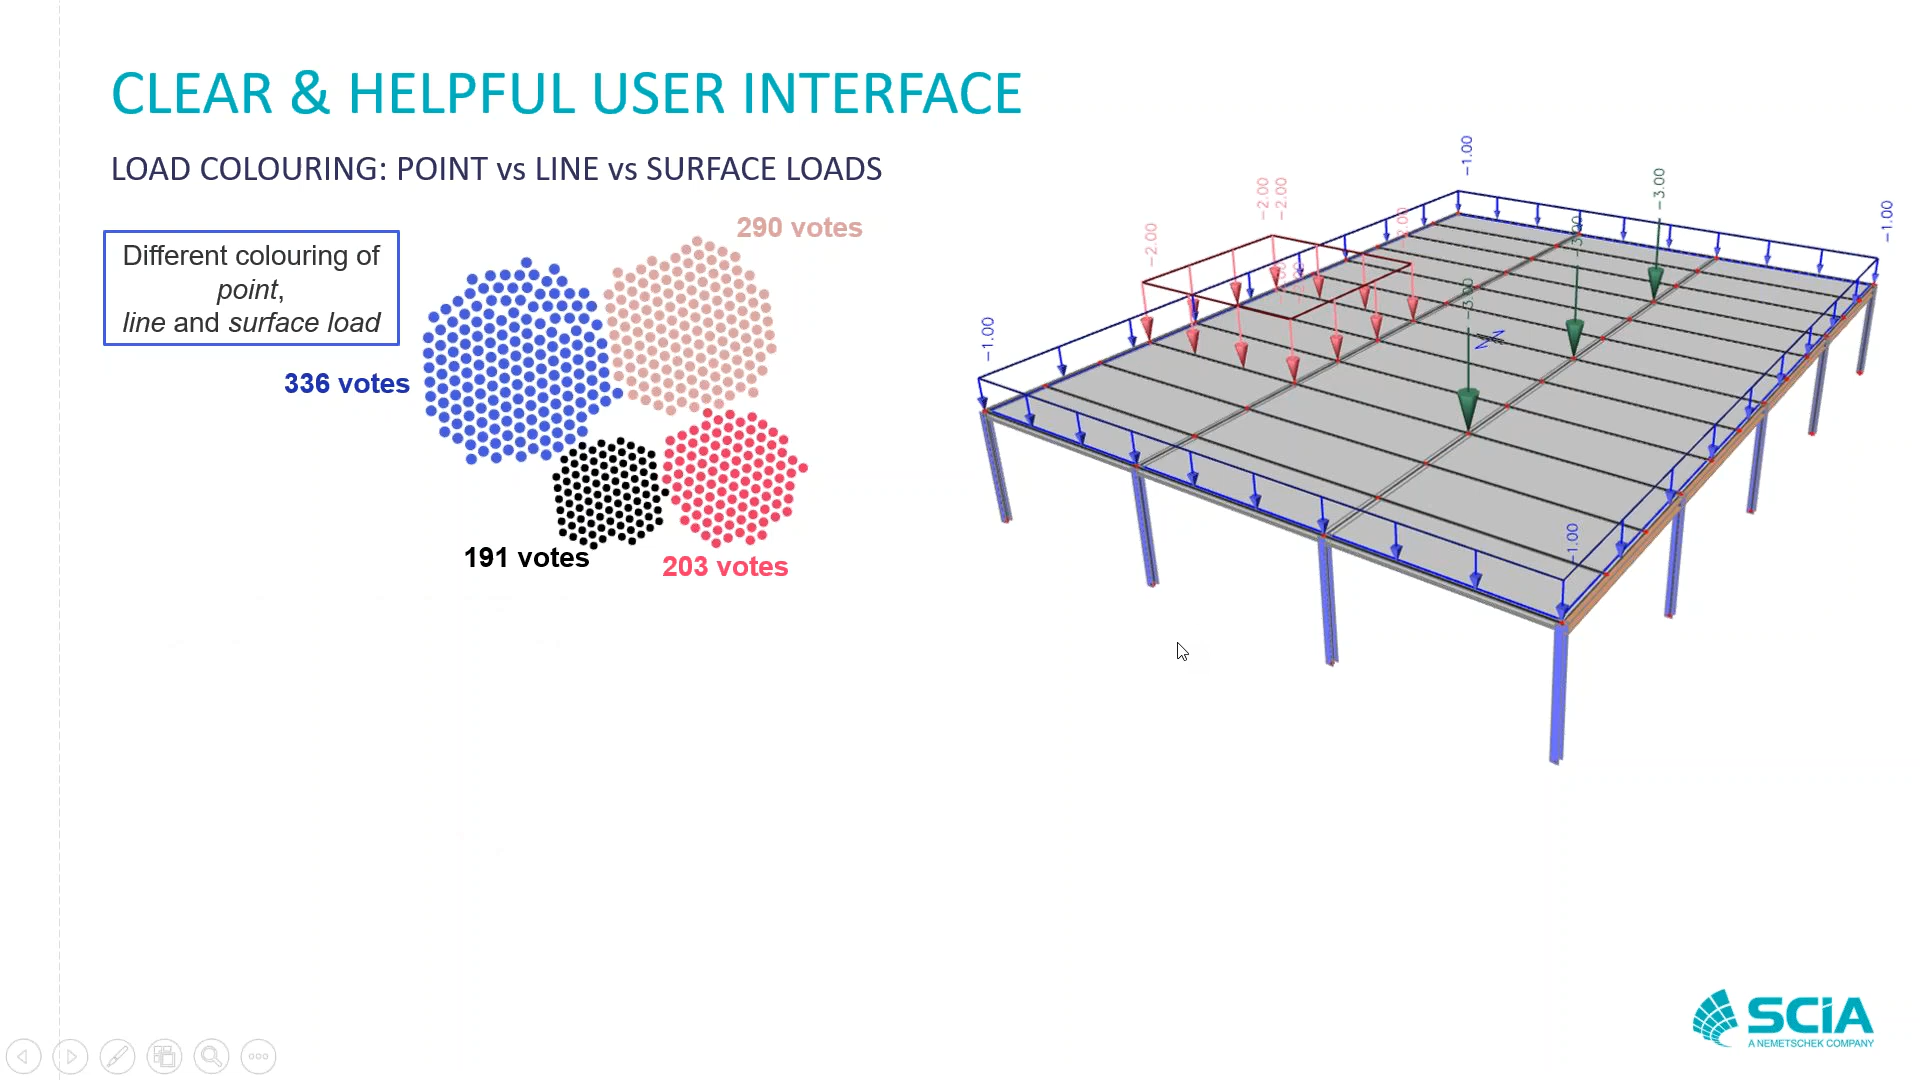 CLEAR & HELPFUL USER INTERFACE
LOAD COLOURING: POINT vs LINE vs SURFACE LOADS
Different colouring of
point,
line and surface load
290 votes
336 votes
191 votes
203 votes
-1.00
-3.00
-1.00
-2.00
-2.00
-2.00
-2.00
-3.00
-3.00
-1.00
-1.00
SCIA
A NEMETSCHEK COMPANY